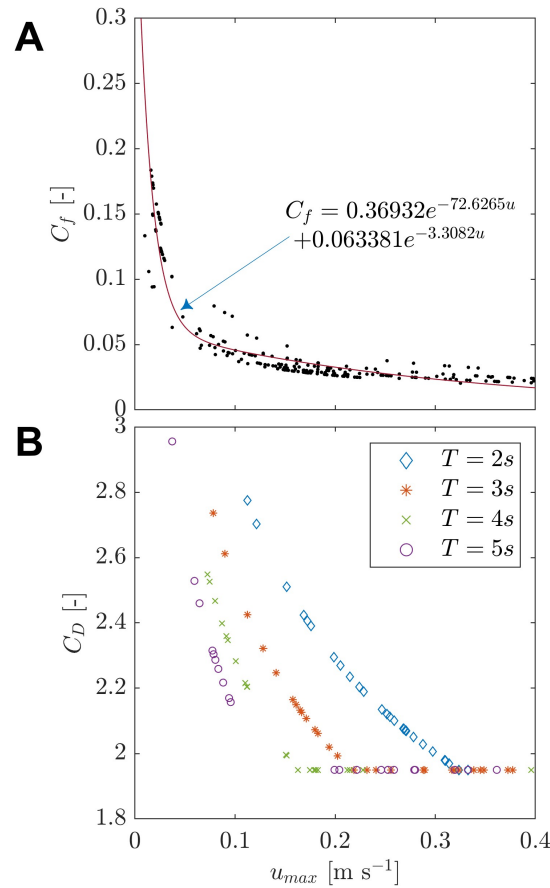 A
0.3
0.25
0.2
0.15
0.1
0.05
0
C_f [-]
C_f = 0.36932e^{-72.6265u}
+0.063381e^{-3.3082u}
B
3
2.8
2.6
2.4
2.2
2
1.8
C_D [-]
T = 2s
T = 3s
T = 4s
T = 5s
0 0.1 0.2 0.3 0.4
u_{max} [m s^{-1}]